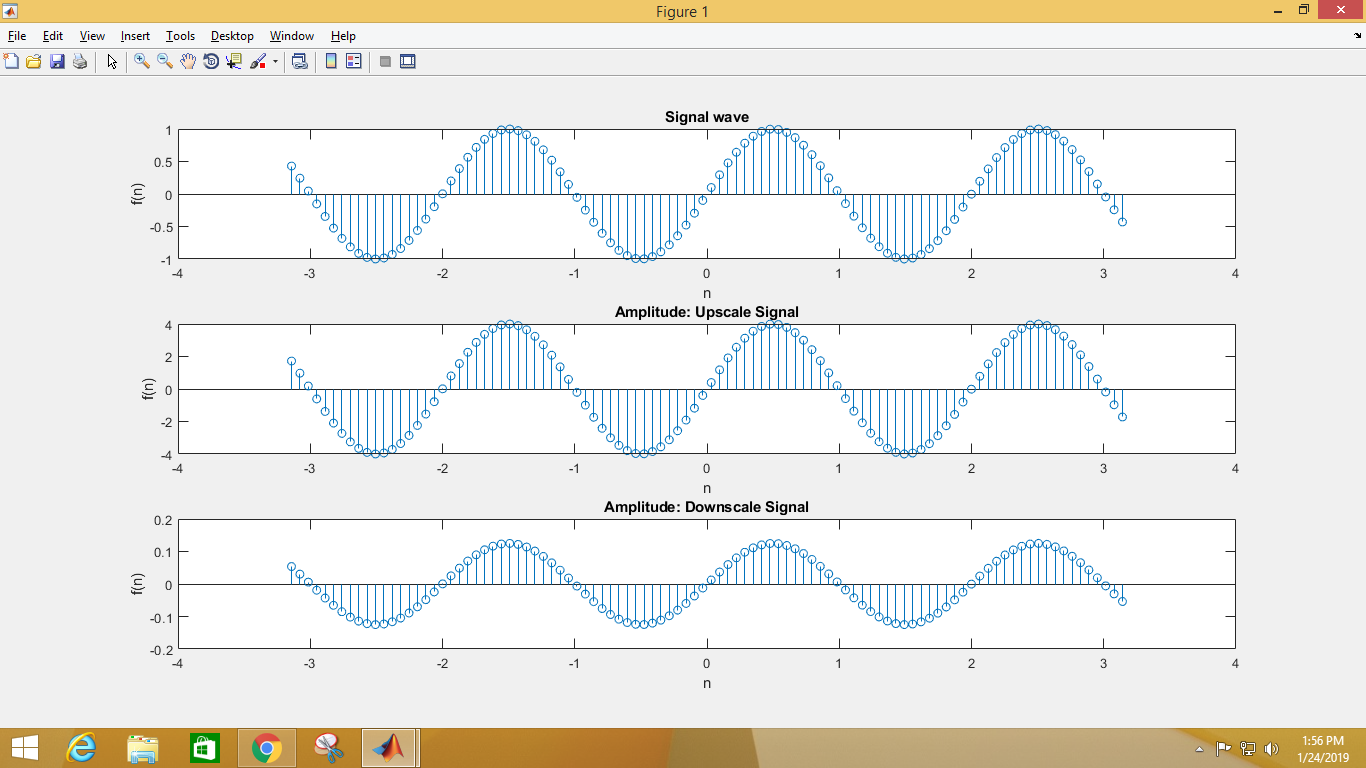 Figure 1
File Edit View Insert Tools Desktop Window Help
Signal wave
1
0.5
0
-0.5
-1
f(n)
-4 -3 -2 -1 0 1 2 3 4
n
Amplitude: Upscale Signal
4
2
0
-2
-4
f(n)
-4 -3 -2 -1 0 1 2 3 4
n
Amplitude: Downscale Signal
0.2
0.1
0
-0.1
-0.2
f(n)
-4 -3 -2 -1 0 1 2 3 4
n
1:56 PM
1/24/2019